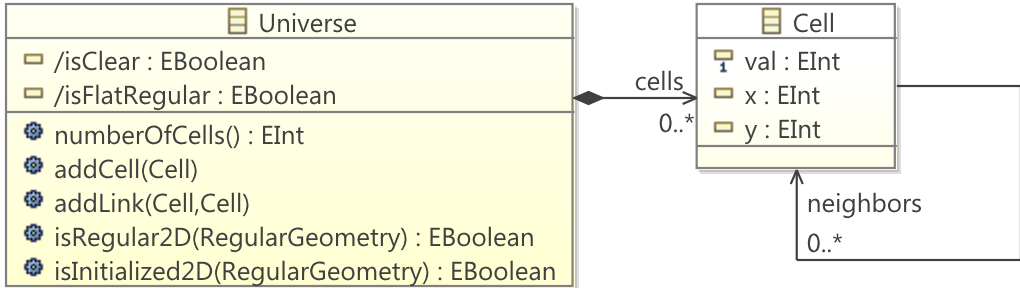 Universe
/isClear : EBoolean
/isFlatRegular : EBoolean
numberOfCells() : EInt
addCell(Cell)
addLink(Cell,Cell)
isRegular2D(RegularGeometry) : EBoolean
isInitialized2D(RegularGeometry) : EBoolean
cells
0..*
Cell
1
val : EInt
x : EInt
y : EInt
neighbors
0..*